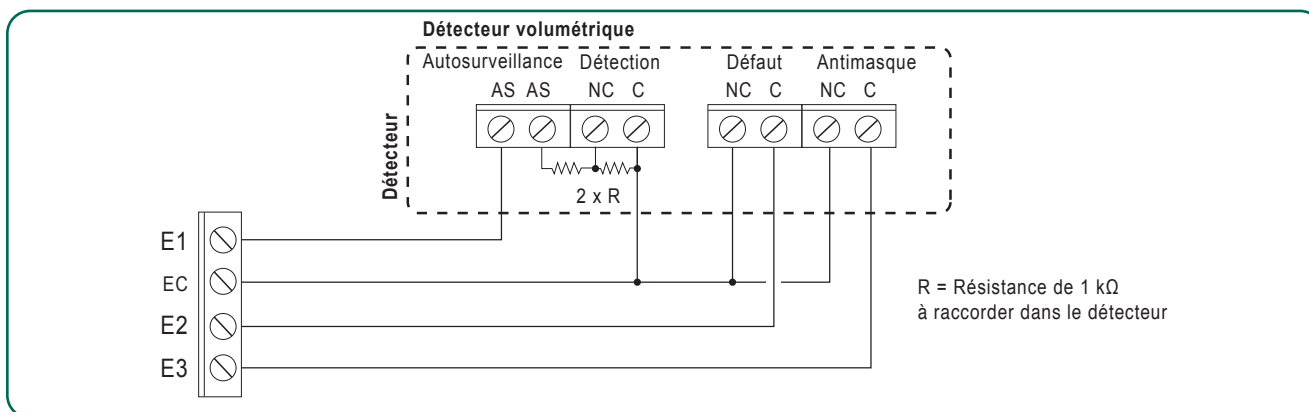 Détecteur volumétrique
Autosurveillance Détection Défaut Antimasque
AS AS NC C NC C NC C
Détecteur
2 x R
E1
EC
E2
E3
R = Résistance de 1 kΩ
à raccorder dans le détecteur